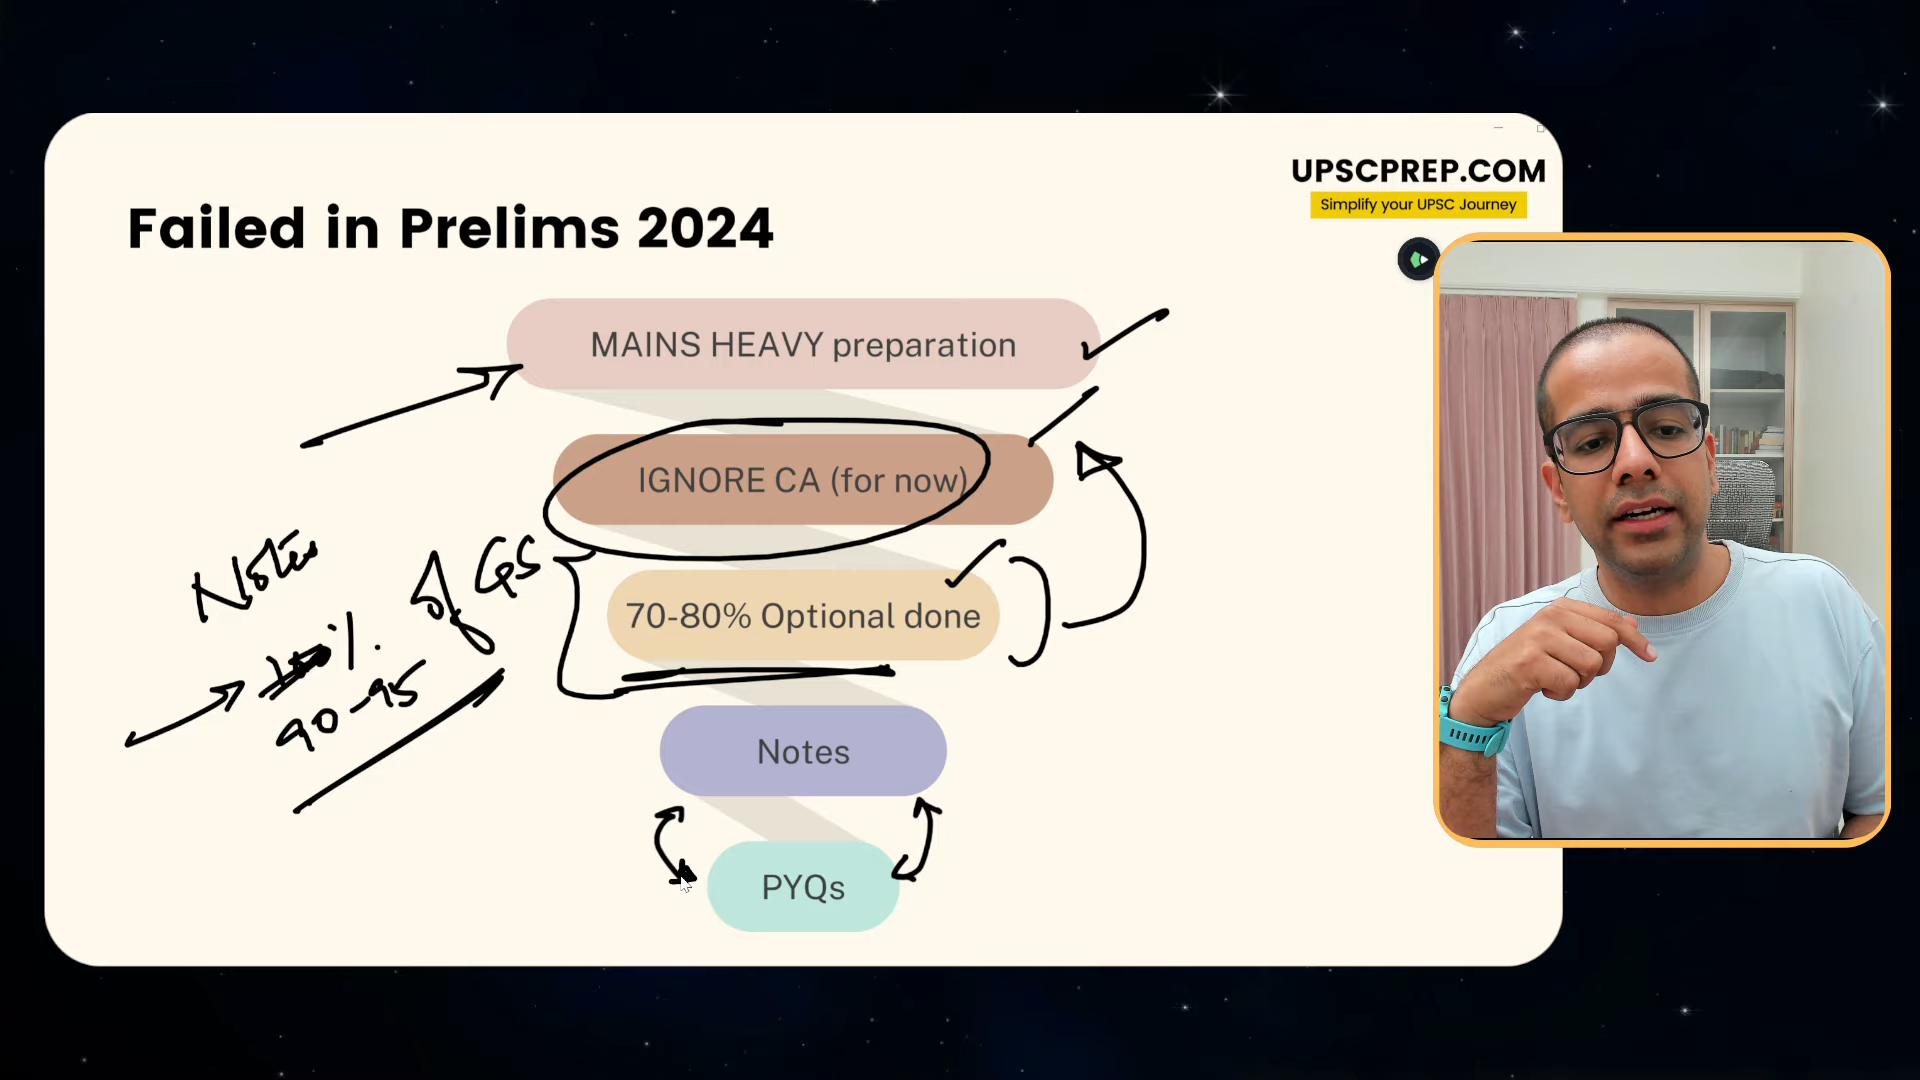 UPSCPREP.COM
Simplify your UPSC Journey
Failed in Prelims 2024
MAINS HEAVY preparation
IGNORE CA (for now)
Notes
% of GS
90-95
70-80% Optional done
Notes
PYQs